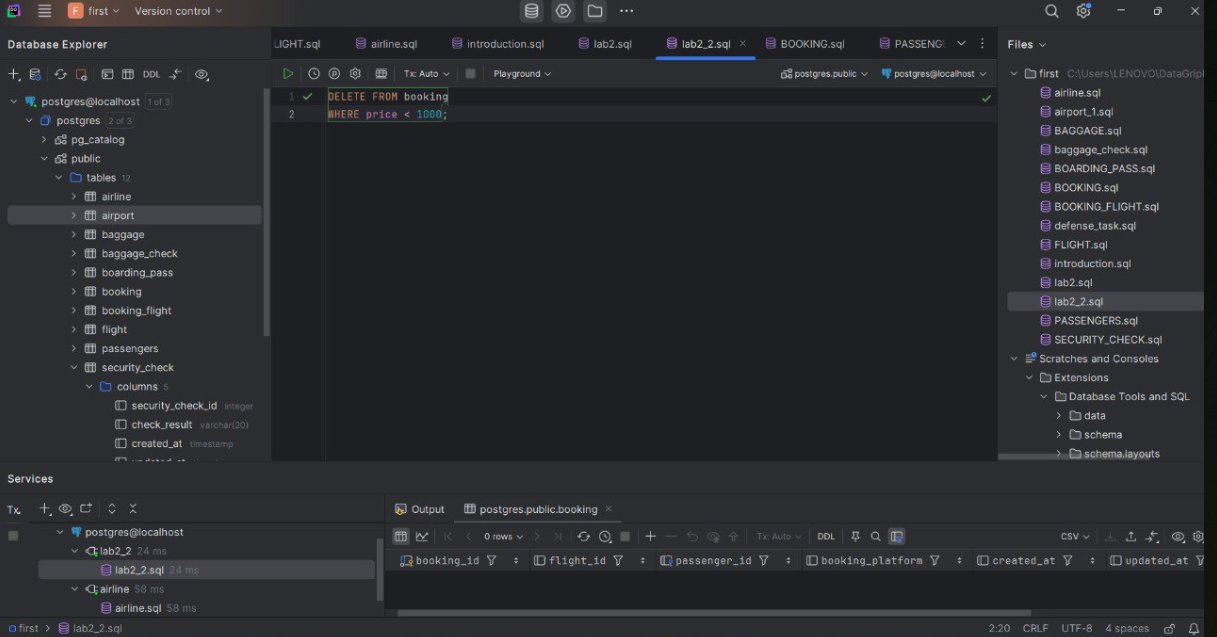 F first Version control
Database Explorer
DDL
postgres@localhost 1 of 3
postgres 2 of 3
pg_catalog
public
tables 12
airline
airport
baggage
baggage_check
boarding_pass
booking
booking_flight
flight
passengers
security_check
columns 5
security_check_id integer
check_result varchar(20)
created_at timestamp
LIGHT.sql airline.sql introduction.sql lab2.sql lab2_2.sql BOOKING.sql PASSENG
Tx: Auto Playground postgres.public postgres@localhost
1 DELETE FROM booking
2 WHERE price < 1000;
Files
first C:\Users\LENOVO\DataGrip
airline.sql
airport_1.sql
BAGGAGE.sql
baggage_check.sql
BOARDING_PASS.sql
BOOKING.sql
BOOKING_FLIGHT.sql
defense_task.sql
FLIGHT.sql
introduction.sql
lab2.sql
lab2_2.sql
PASSENGERS.sql
SECURITY_CHECK.sql
Scratches and Consoles
Extensions
Database Tools and SQL
data
schema
schema.layouts
Services
Tx
postgres@localhost
lab2_2 24 ms
lab2_2.sql 24 ms
airline 58 ms
airline.sql 58 ms
Output postgres.public.booking
0 rows Tx: Auto DDL CSV
booking_id flight_id passenger_id booking_platform created_at updated_at
first > lab2_2.sql 2:20 CRLF UTF-8 4 spaces